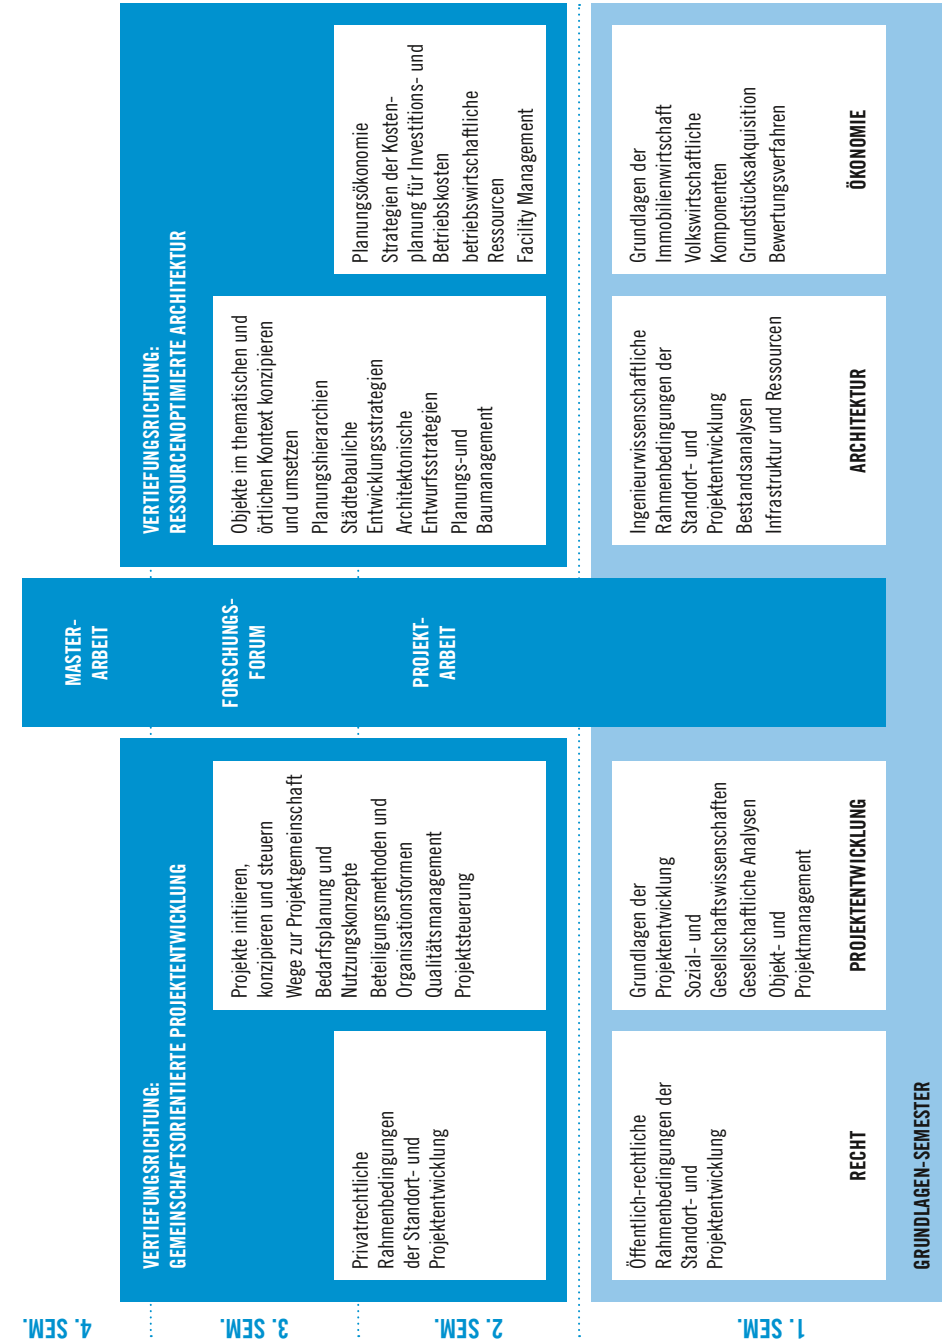 4. SEM.
MASTER-
ARBEIT
3. SEM.
2. SEM.
VERTIEFUNGSRICHTUNG:
GEMEINSCHAFTSORIENTIERTE PROJEKTENTWICKLUNG
Privatrechtliche
Rahmenbedingungen
der Standort- und
Projektentwicklung
Projekte initiieren,
konzipieren und steuern
Wege zur Projektgemeinschaft
Bedarfsplanung und
Nutzungskonzepte
Beteiligungsmethoden und
Organisationsformen
Qualitätsmanagement
Projektsteuerung
FORSCHUNGS-
FORUM
PROJEKT-
ARBEIT
VERTIEFUNGSRICHTUNG:
RESSOURCENOPTIMIERTE ARCHITEKTUR
Objekte im thematischen und
örtlichen Kontext konzipieren
und umsetzen
Planungshierarchien
Städtebauliche
Entwicklungsstrategien
Architektonische
Entwurfsstrategien
Planungs-und
Baumanagement
Planungsökonomie
Strategien der Kosten-
planung für Investitions- und
Betriebskosten
betriebswirtschaftliche
Ressourcen
Facility Management
1. SEM.
Öffentlich-rechtliche
Rahmenbedingungen der
Standort- und
Projektentwicklung
RECHT
Grundlagen der
Projektentwicklung
Sozial- und
Gesellschaftswissenschaften
Gesellschaftliche Analysen
Objekt- und
Projektmanagement
PROJEKTENTWICKLUNG
Ingenieurwissenschaftliche
Rahmenbedingungen der
Standort- und
Projektentwicklung
Bestandsanalysen
Infrastruktur und Ressourcen
ARCHITEKTUR
Grundlagen der
Immobilienwirtschaft
Volkswirtschaftliche
Komponenten
Grundstücksakquisition
Bewertungsverfahren
ÖKONOMIE
GRUNDLAGEN-SEMESTER